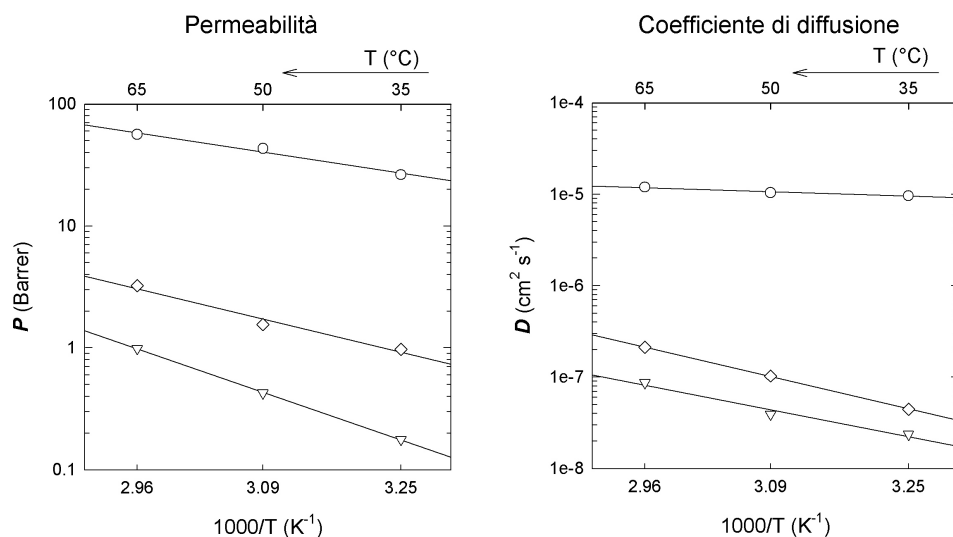 Permeabilità
T (°C)
65 50 35
100
10
1
0.1
P (Barrer)
2.96 3.09 3.25
1000/T (K⁻¹)
Coefficiente di diffusione
T (°C)
65 50 35
1e-4
1e-5
1e-6
1e-7
1e-8
D (cm² s⁻¹)
2.96 3.09 3.25
1000/T (K⁻¹)